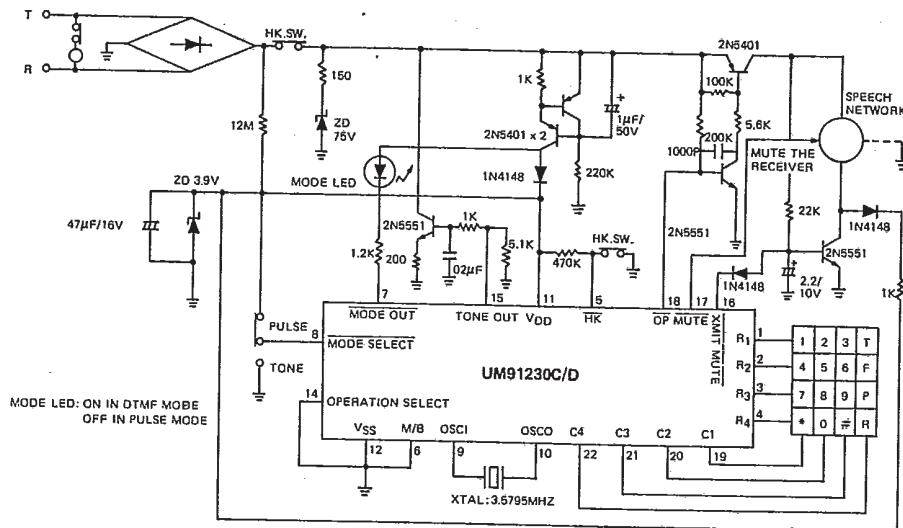 T
HK.SW.
2N5401
R
150
1K
100K
SPEECH
NETWORK
12M
ZD
75V
1µF/
50V
5.6K
200K
2N5401 x 2
1000P
MUTE THE
RECEIVER
MODE LED
1N4148
220K
ZD 3.9V
22K
1N4148
47µF/16V
2N5551
1K
5.1K
HK.SW.
2N5551
2N5551
1.2K
200
02µF
470K
1N4148
2.2/
10V
1K
7
15
11
5
18
17
16
MODE OUT
TONE OUT
VDD
HK
OP MUTE
XMIT MUTE
PULSE
8
MODE SELECT
TONE
UM91230C/D
R1
1
R2
2
R3
3
R4
4
1 2 3 T
4 5 6 F
7 8 9 P
* 0 # R
14
OPERATION SELECT
MODE LED: ON IN DTMF MOBE
OFF IN PULSE MODE
VSS
M/B
OSCI
OSCO
C4
C3
C2
C1
12
6
9
10
22
21
20
19
XTAL: 3.5795MHZ